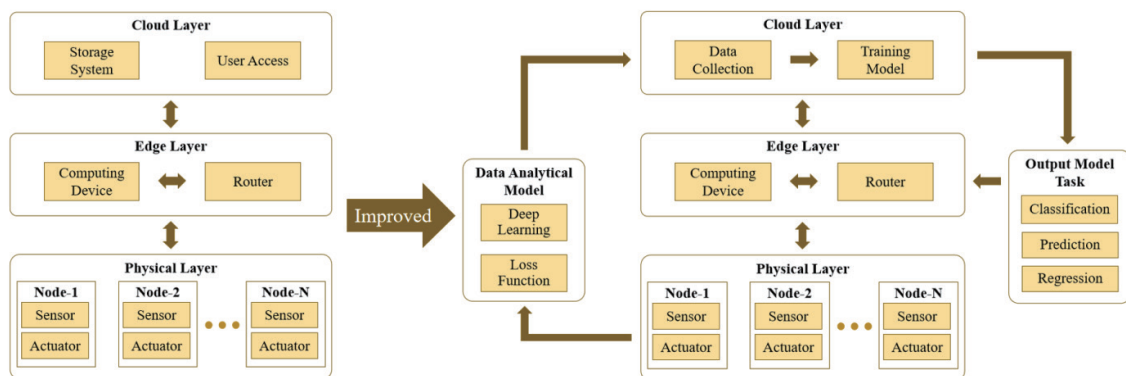 Cloud Layer
Storage
System
User Access
Edge Layer
Computing
Device
Router
Physical Layer
Node-1
Sensor
Actuator
Node-2
Sensor
Actuator
Node-N
Sensor
Actuator
Improved
Data Analytical
Model
Deep
Learning
Loss
Function
Cloud Layer
Data
Collection
Training
Model
Edge Layer
Computing
Device
Router
Physical Layer
Node-1
Sensor
Actuator
Node-2
Sensor
Actuator
Node-N
Sensor
Actuator
Output Model
Task
Classification
Prediction
Regression